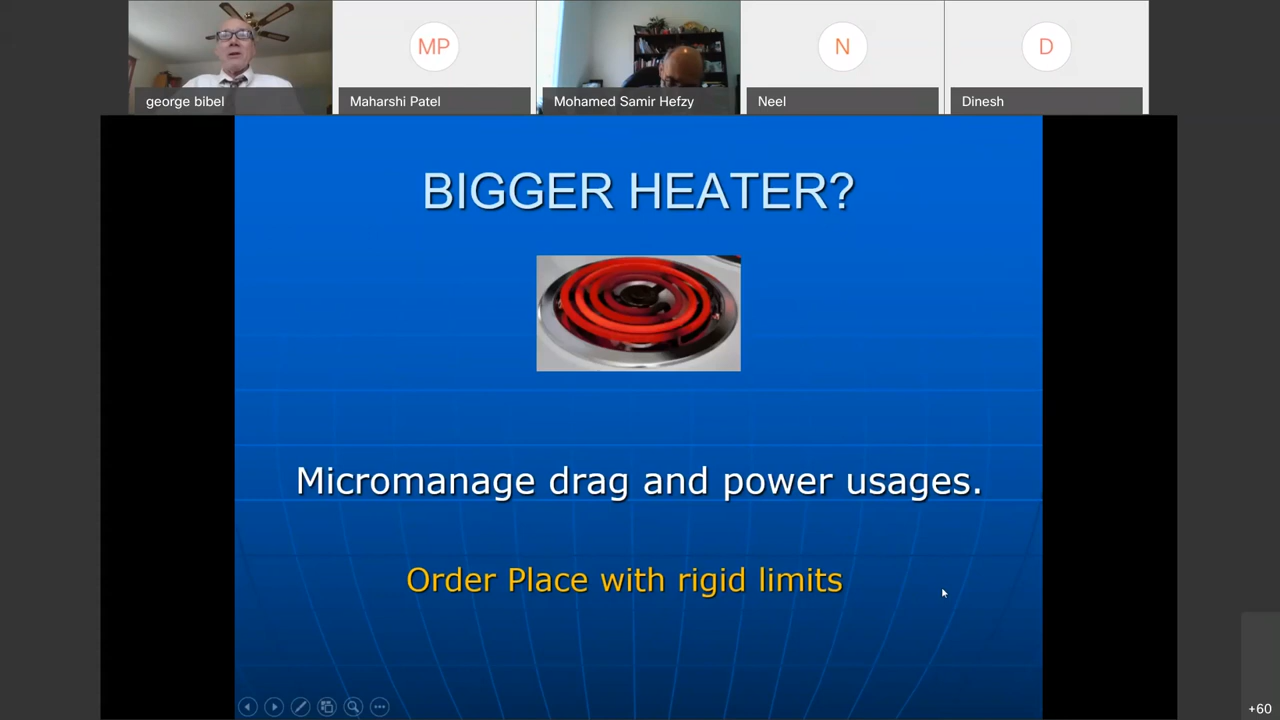 MP
N
D
george bibel
Maharshi Patel
Mohamed Samir Hefzy
Neel
Dinesh
BIGGER HEATER?
Micromanage drag and power usages.
Order Place with rigid limits
+60